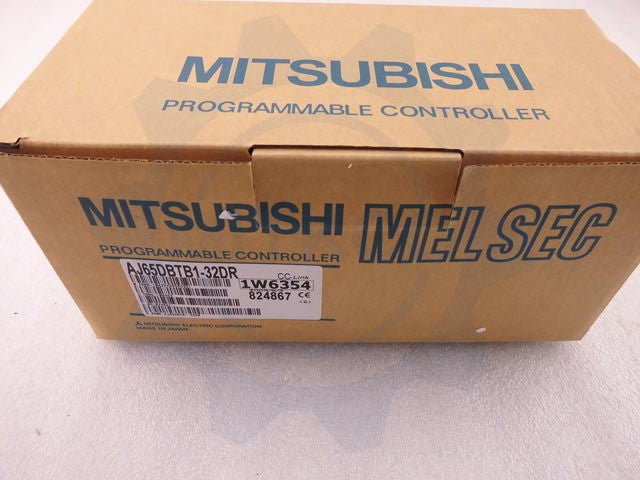 MITSUBISHI
PROGRAMMABLE CONTROLLER
MITSUBISHI MELSEC
PROGRAMMABLE CONTROLLER
AJ65DBTB1-32DR
CC-Link
1W6354
824867 CE
MITSUBISHI ELECTRIC CORPORATION
MADE IN JAPAN